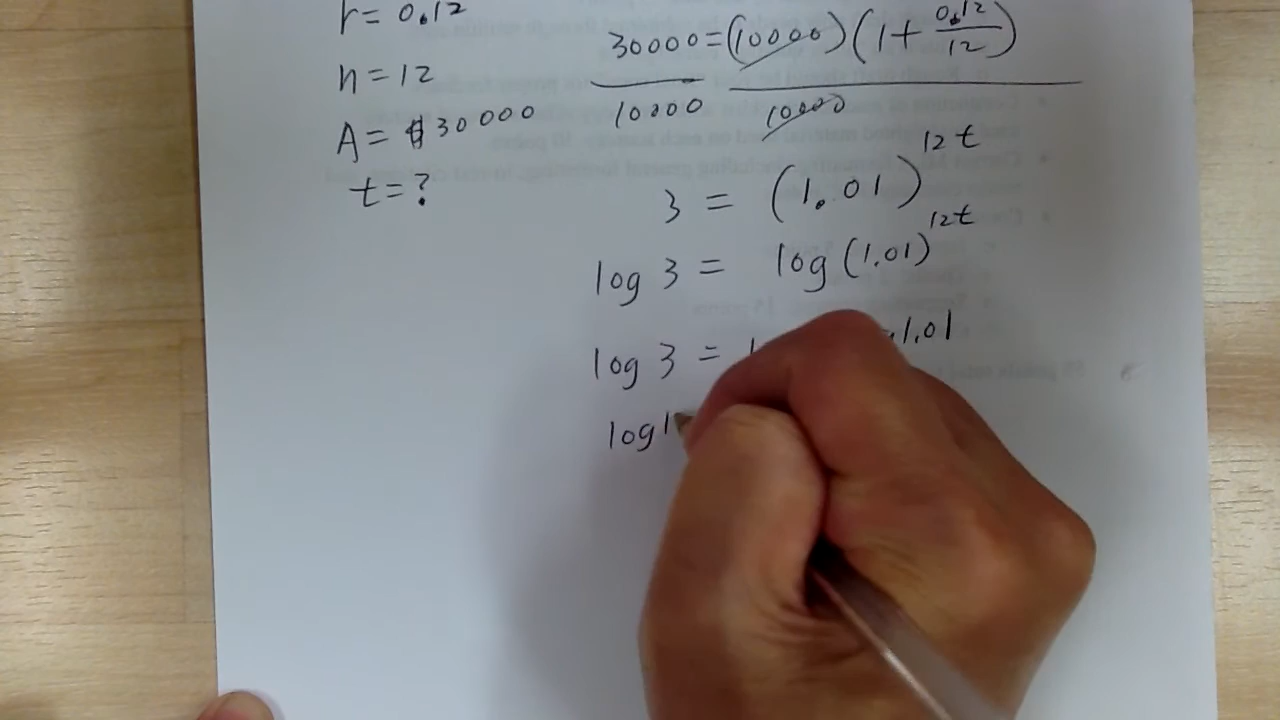 r = 0.12
n = 12
A = $30000
t = ?
30000 = (10000)(1 + 0.12/12)
10000 10000
3 = (1.01)^12t
log 3 = log (1.01)^12t
log 3 = 1.01
log